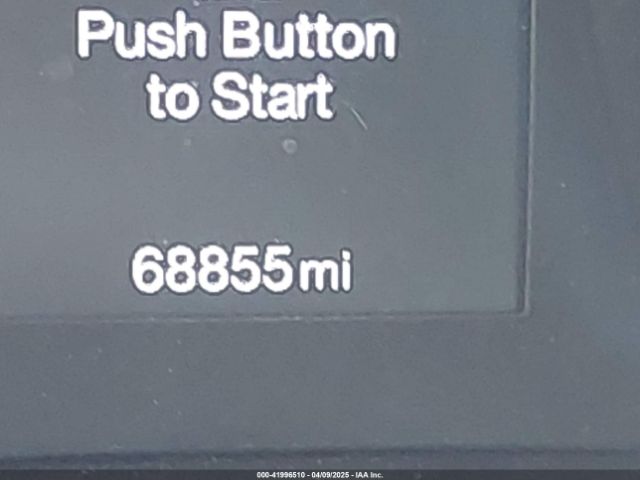 Push Button
to Start
68855mi
000-41996510 - 04/09/2025 - IAA Inc.